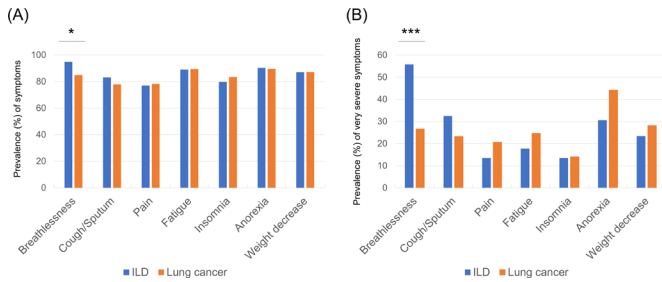 (A)
*
Prevalence (%) of symptoms
100
80
60
40
20
0
Breathlessness
Cough/Sputum
Pain
Fatigue
Insomnia
Anorexia
Weight decrease
ILD
Lung cancer
(B)
***
Prevalence (%) of very severe symptoms
60
50
40
30
20
10
0
Breathlessness
Cough/Sputum
Pain
Fatigue
Insomnia
Anorexia
Weight decrease
ILD
Lung cancer